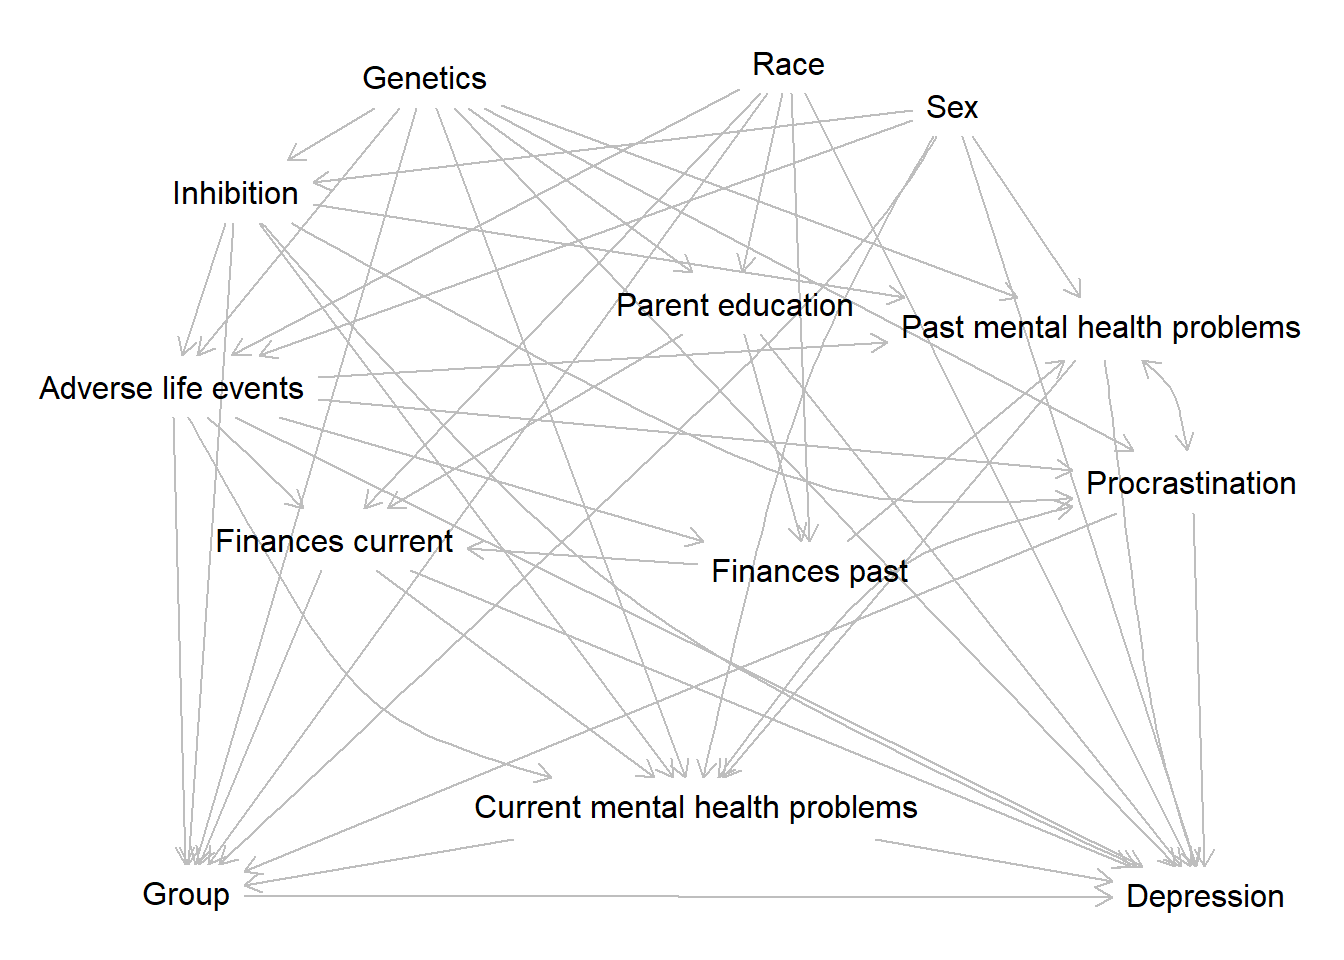 Genetics
Race
Sex
Inhibition
Parent education
Past mental health problems
Adverse life events
Procrastination
Finances current
Finances past
Current mental health problems
Group
Depression